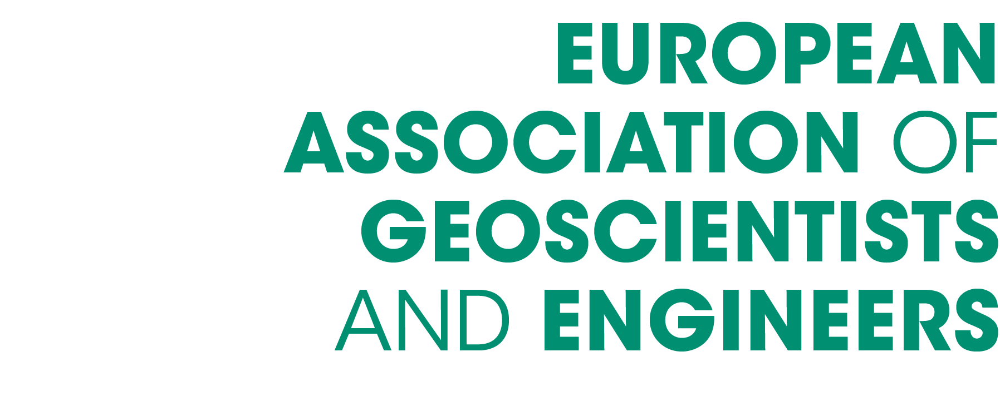 EUROPEAN
ASSOCIATION OF
GEOSCIENTISTS
AND ENGINEERS